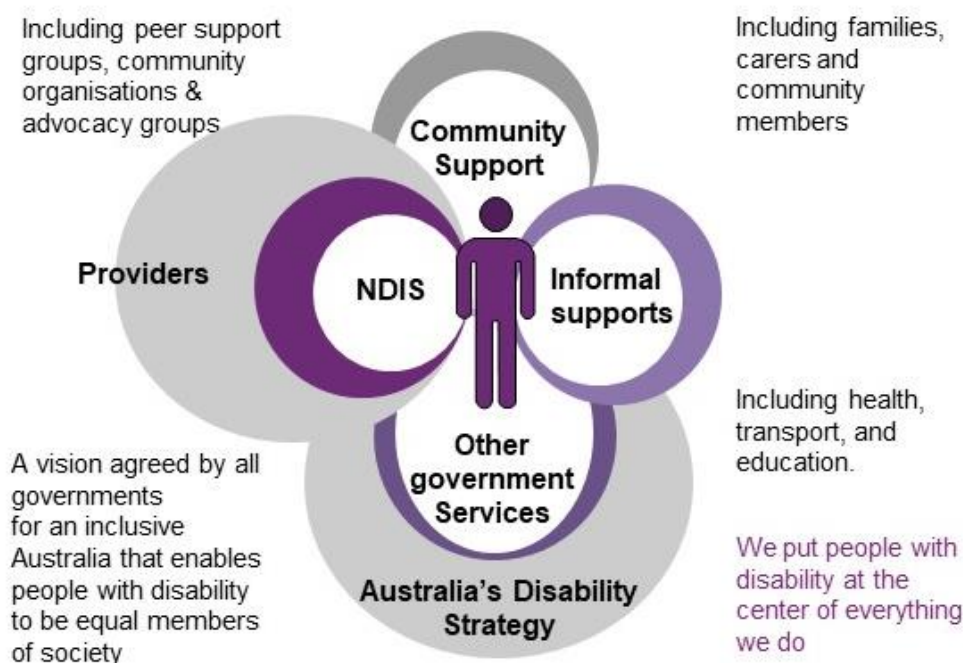 Including peer support
groups, community
organisations &
advocacy groups
Including families,
carers and
community
members
Community
Support
Providers
NDIS
Informal
supports
Other
government
Services
Australia's Disability
Strategy
Including health,
transport, and
education.
A vision agreed by all
governments
for an inclusive
Australia that enables
people with disability
to be equal members
of society
We put people with
disability at the
center of everything
we do